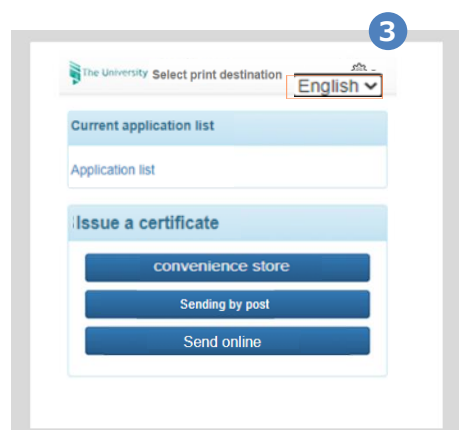 3
The University Select print destination
English
Current application list
Application list
Issue a certificate
convenience store
Sending by post
Send online